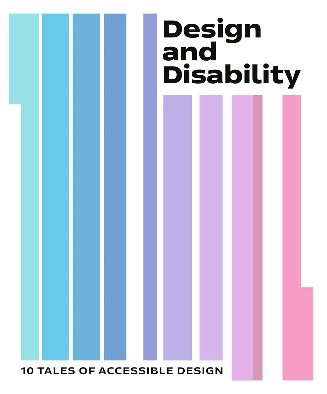 Design
and
Disability
10 TALES OF ACCESSIBLE DESIGN